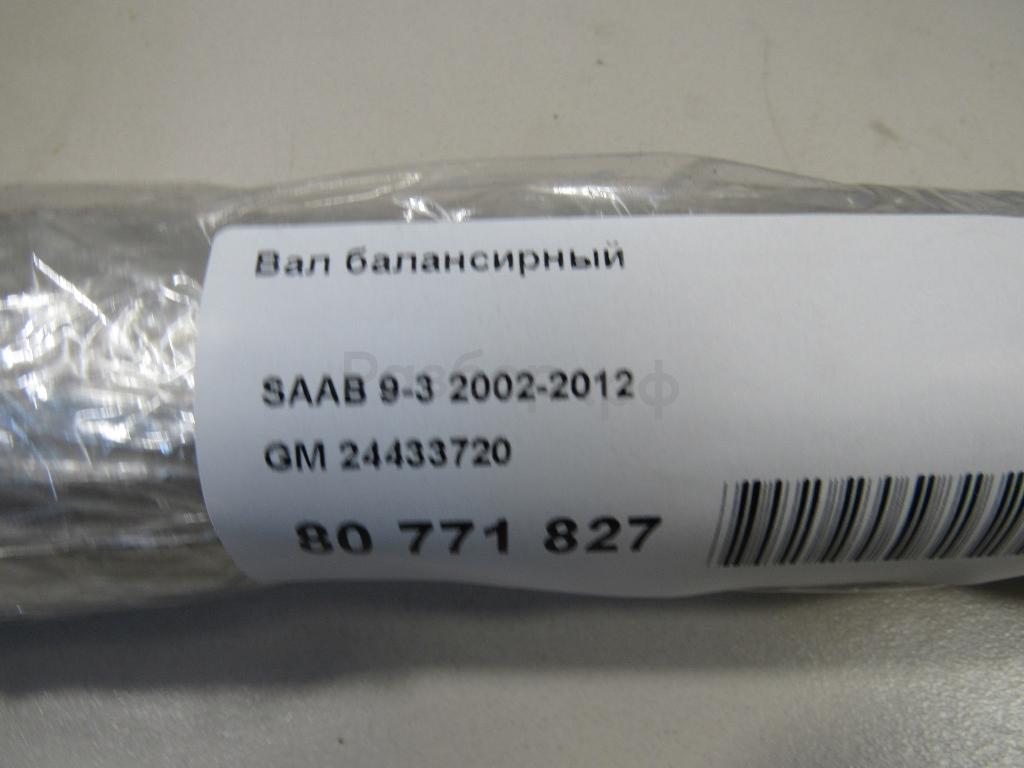 Вал балансирный
SAAB 9-3 2002-2012
GM 24433720
80 771 827